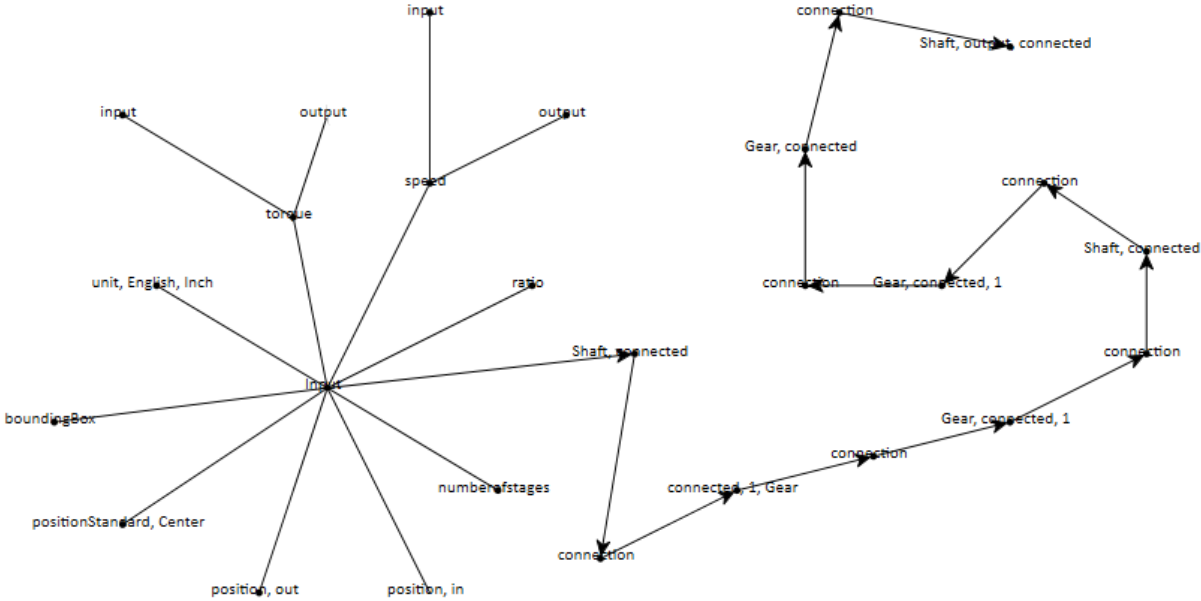 input
connection
Shaft, output, connected
input
output
output
Gear, connected
speed
connection
torque
Shaft, connected
unit, English, Inch
ratio
connection
Gear, connected, 1
Shaft, connected
connection
input
boundingBox
Gear, connected, 1
connection
numberofstages
connected, 1, Gear
positionStandard, Center
connection
position, out
position, in